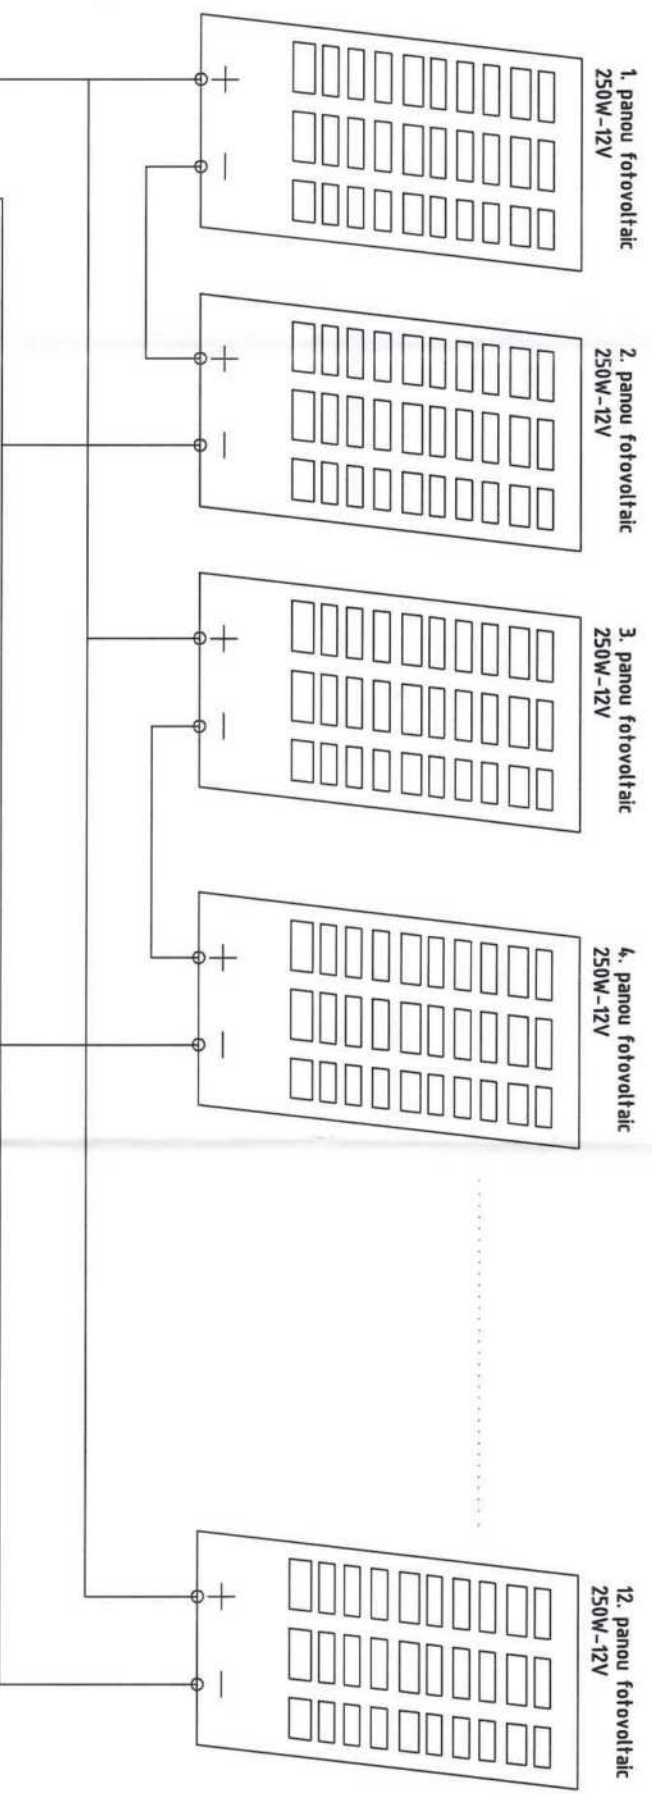 1. panou fotovoltaic
250W-12V
+
—
2. panou fotovoltaic
250W-12V
+
—
3. panou fotovoltaic
250W-12V
+
—
4. panou fotovoltaic
250W-12V
+
—
12. panou fotovoltaic
250W-12V
+
—